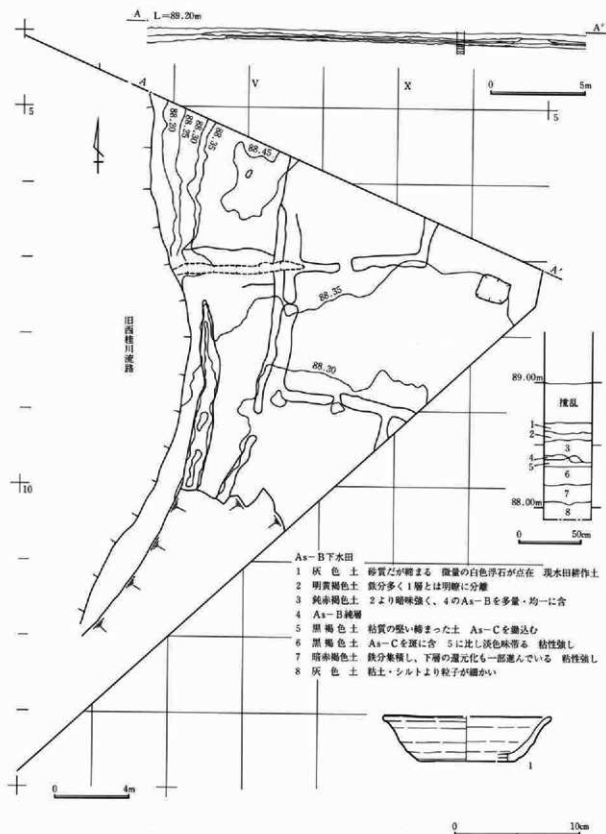 A L=89.20m A'
0 5m
A V X
5 5
88.20
88.25
88.30
88.35
88.45
A'
88.35
旧西桂川流路
88.30
89.00m
攪乱
1
2
3
4
5
6
7
88.00m
8
0 50cm
10
As-B下水田
1 灰色土 砂質だが締まる 微量の白色浮石が点在 現水田耕作土
2 明黄褐色土 鉄分多く1層とは明瞭に分離
3 鈍赤褐色土 2より暗味強く、4のAs-Bを多量・均一に含
4 As-B純層
5 黒褐色土 粘質の堅い締まった土 As-Cを鋤込む
6 黒褐色土 As-Cを斑に含 5に比し淡色味帯る 粘性強し
7 暗赤褐色土 鉄分集積し、下層の還元化も一部進んでいる 粘性強し
8 灰色土 粘土・シルトより粒子が細かい
1
0 4m
0 10cm